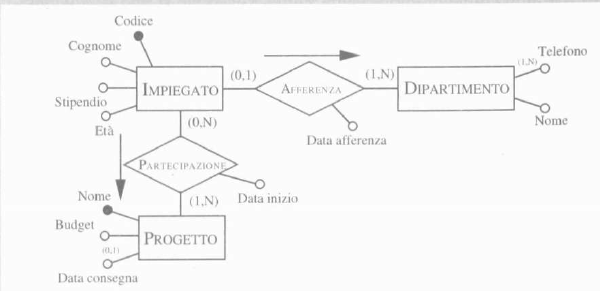 Codice
Cognome
Stipendio
Età
IMPIEGATO
(0,1)
AFFERENZA
(1,N)
DIPARTIMENTO
(1,N)
Telefono
Nome
Data afferenza
(0,N)
PARTECIPAZIONE
Data inizio
(1,N)
Nome
Budget
(0,1)
Data consegna
PROGETTO